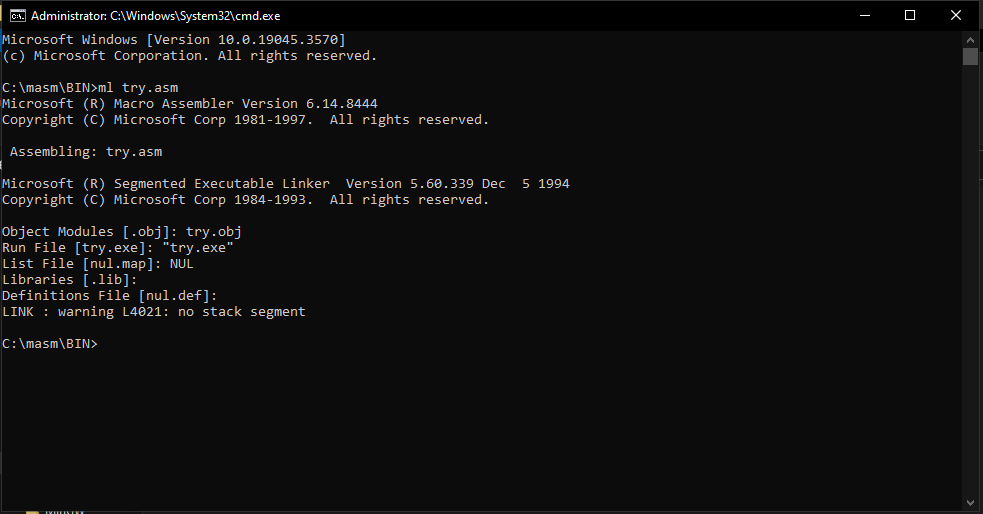 Administrator: C:\Windows\System32\cmd.exe
Microsoft Windows [Version 10.0.19045.3570]
(c) Microsoft Corporation. All rights reserved.
C:\masm\BIN>ml try.asm
Microsoft (R) Macro Assembler Version 6.14.8444
Copyright (C) Microsoft Corp 1981-1997.  All rights reserved.
Assembling: try.asm
Microsoft (R) Segmented Executable Linker  Version 5.60.339 Dec  5 1994
Copyright (C) Microsoft Corp 1984-1993.  All rights reserved.
Object Modules [.obj]: try.obj
Run File [try.exe]: "try.exe"
List File [nul.map]: NUL
Libraries [.lib]:
Definitions File [nul.def]:
LINK : warning L4021: no stack segment
C:\masm\BIN>